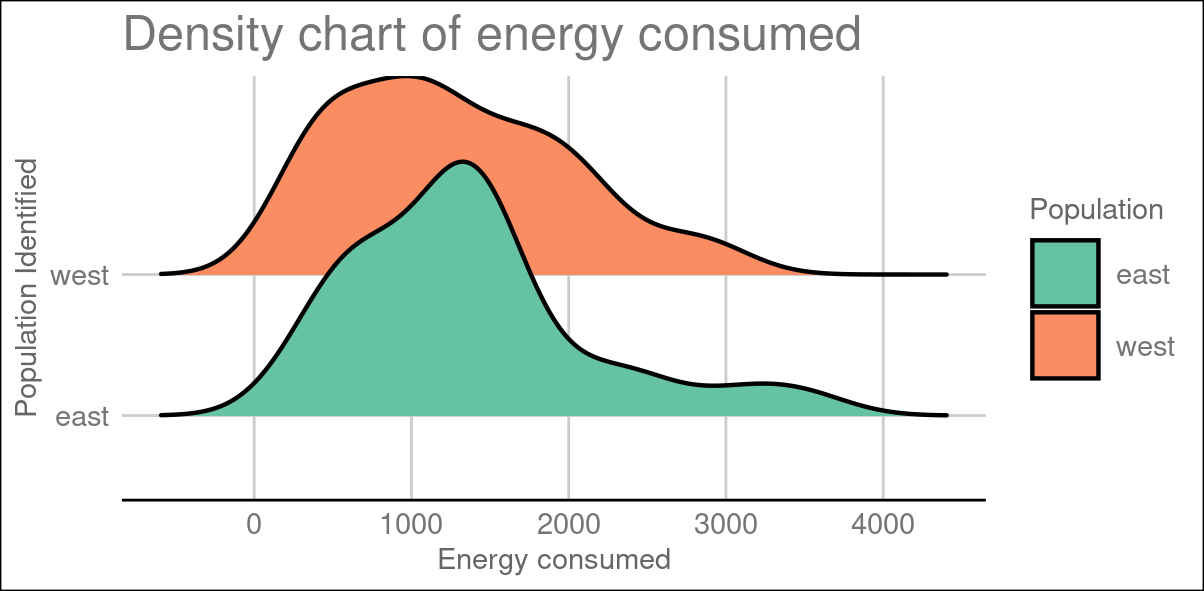 Density chart of energy consumed
Population Identified
west
east
0 1000 2000 3000 4000
Energy consumed
Population
east
west